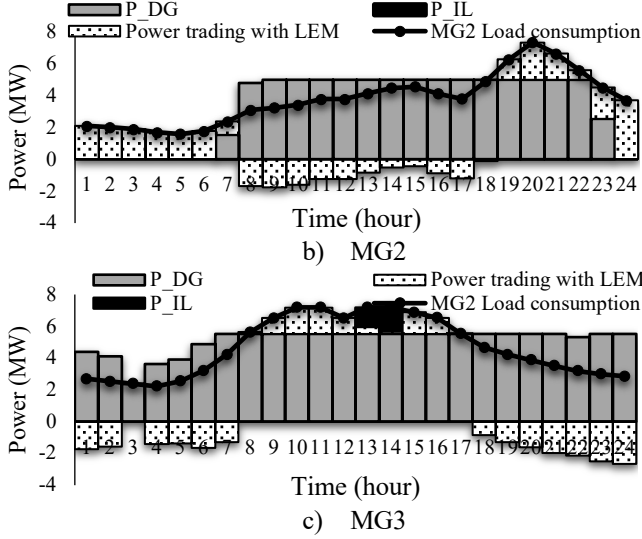 P_DG P_IL
Power trading with LEM MG2 Load consumption
Power (MW)
8
6
4
2
0
-2
-4
1 2 3 4 5 6 7 8 9 10 11 12 13 14 15 16 17 18 19 20 21 22 23 24
Time (hour)
b) MG2
P_DG Power trading with LEM
P_IL MG2 Load consumption
Power (MW)
8
6
4
2
0
-2
-4
1 2 3 4 5 6 7 8 9 10 11 12 13 14 15 16 17 18 19 20 21 22 23 24
Time (hour)
c) MG3